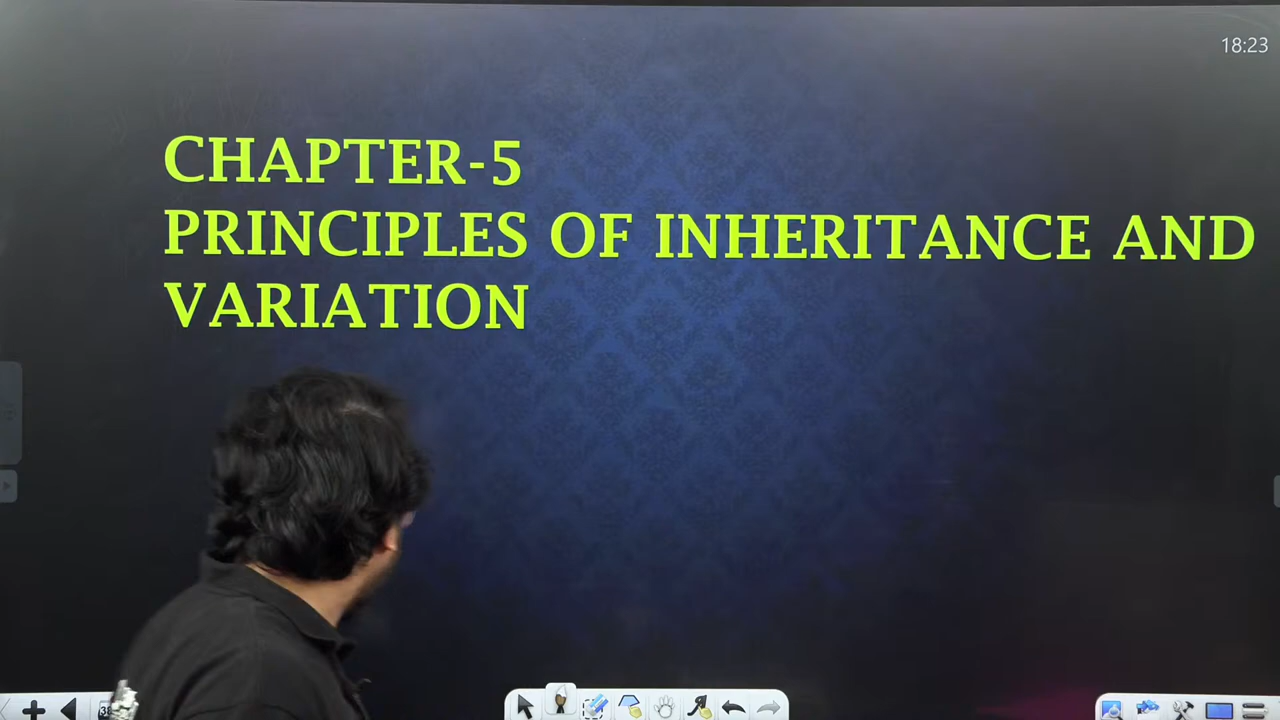 18:23
CHAPTER-5
PRINCIPLES OF INHERITANCE AND
VARIATION